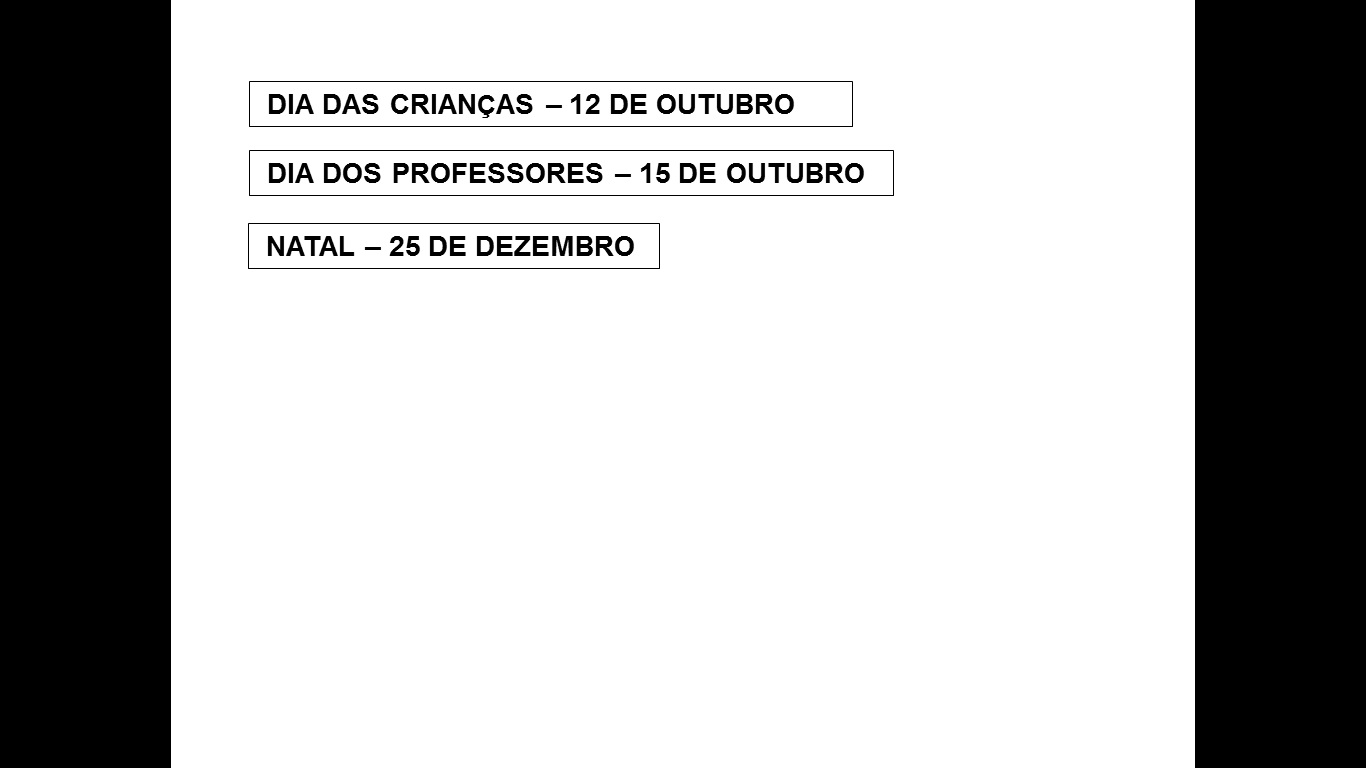 DIA DAS CRIANÇAS – 12 DE OUTUBRO
DIA DOS PROFESSORES – 15 DE OUTUBRO
NATAL – 25 DE DEZEMBRO